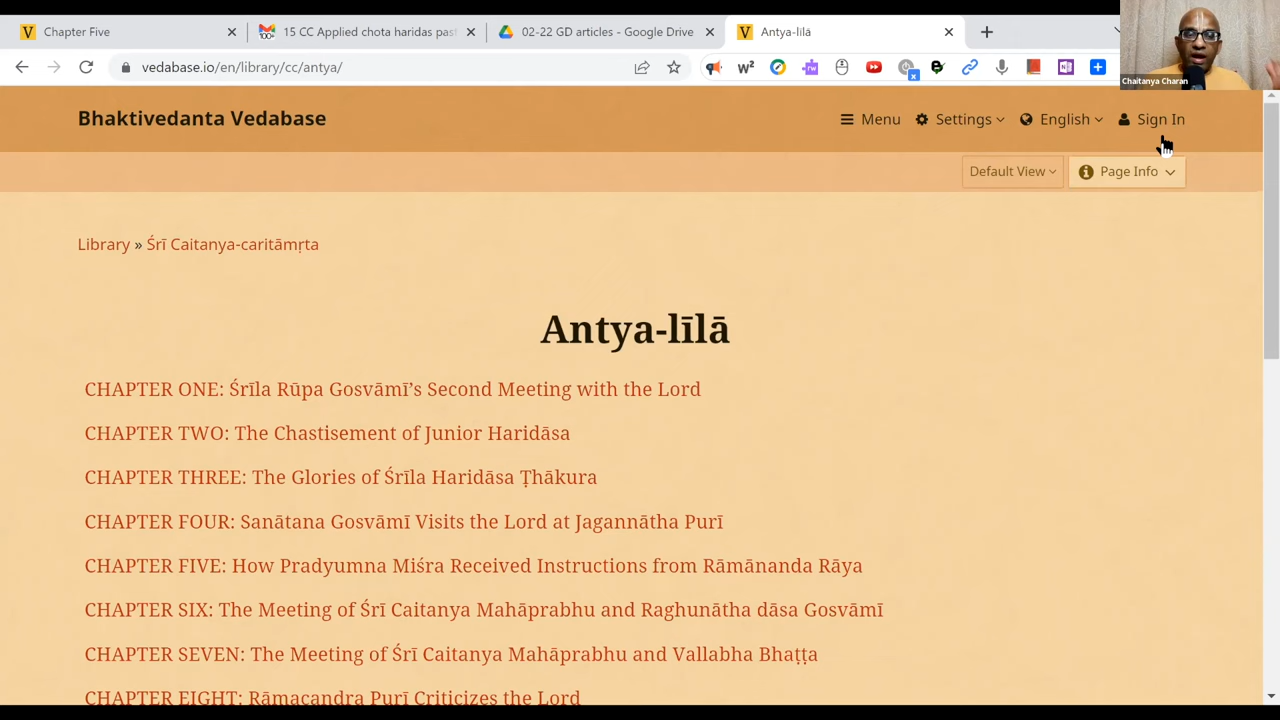 Chapter Five
15 CC Applied chota haridas past
02-22 GD articles - Google Drive
Antya-lila
vedabase.io/en/library/cc/antya/
Chaitanya Charan
Bhaktivedanta Vedabase
Menu
Settings
English
Sign In
Default View
Page Info
Library » Śrī Caitanya-caritāmṛta
Antya-līlā
CHAPTER ONE: Śrīla Rūpa Gosvāmī’s Second Meeting with the Lord
CHAPTER TWO: The Chastisement of Junior Haridāsa
CHAPTER THREE: The Glories of Śrīla Haridāsa Ṭhākura
CHAPTER FOUR: Sanātana Gosvāmī Visits the Lord at Jagannātha Purī
CHAPTER FIVE: How Pradyumna Miśra Received Instructions from Rāmānanda Rāya
CHAPTER SIX: The Meeting of Śrī Caitanya Mahāprabhu and Raghunātha dāsa Gosvāmī
CHAPTER SEVEN: The Meeting of Śrī Caitanya Mahāprabhu and Vallabha Bhaṭṭa
CHAPTER EIGHT: Rāmacandra Purī Criticizes the Lord